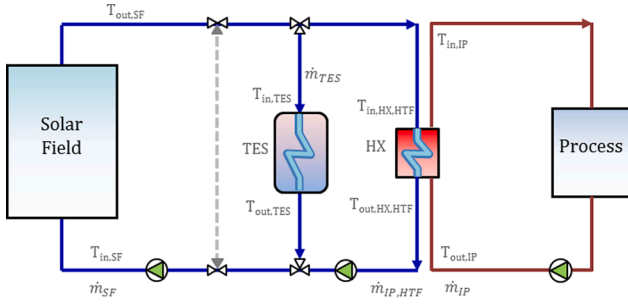 T_out,SF
T_in,IP
ṁ_TES
T_in,TES
T_in,HX,HTF
Solar
Field
TES
HX
Process
T_out,TES
T_out,HX,HTF
T_in,SF
T_out,IP
ṁ_SF
ṁ_IP,HTF
ṁ_IP